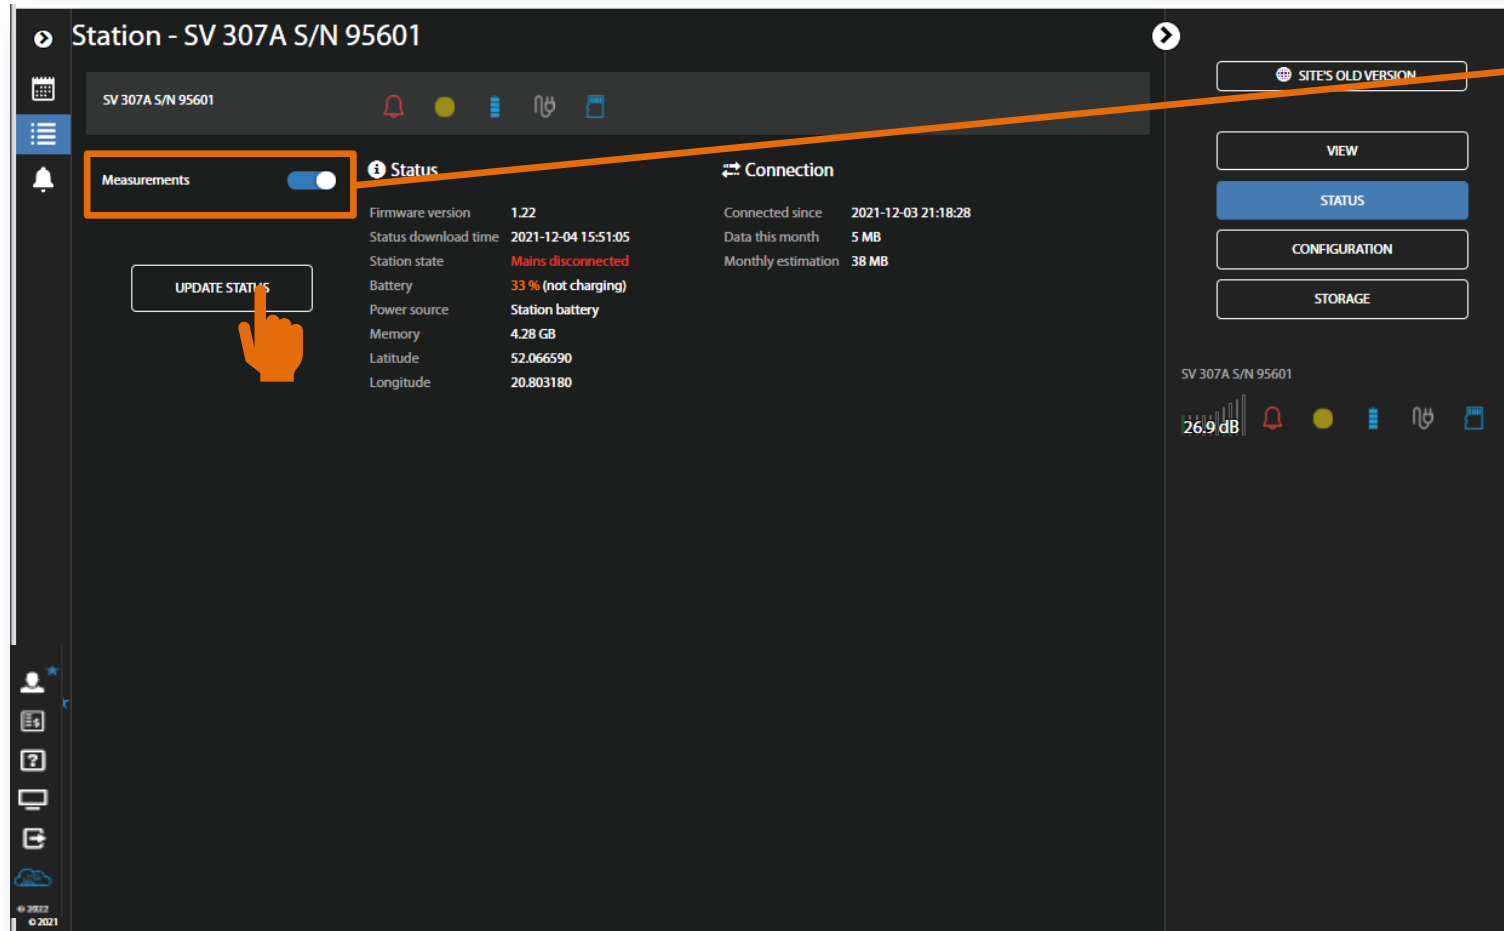 Station - SV 307A S/N 95601
SITE'S OLD VERSION
SV 307A S/N 95601
Measurements
UPDATE STATUS
Status
Firmware version 1.22
Status download time 2021-12-04 15:51:05
Station state Mains disconnected
Battery 33 % (not charging)
Power source Station battery
Memory 4.28 GB
Latitude 52.066590
Longitude 20.803180
Connection
Connected since 2021-12-03 21:18:28
Data this month 5 MB
Monthly estimation 38 MB
VIEW
STATUS
CONFIGURATION
STORAGE
SV 307A S/N 95601
26.9 dB
© 2021